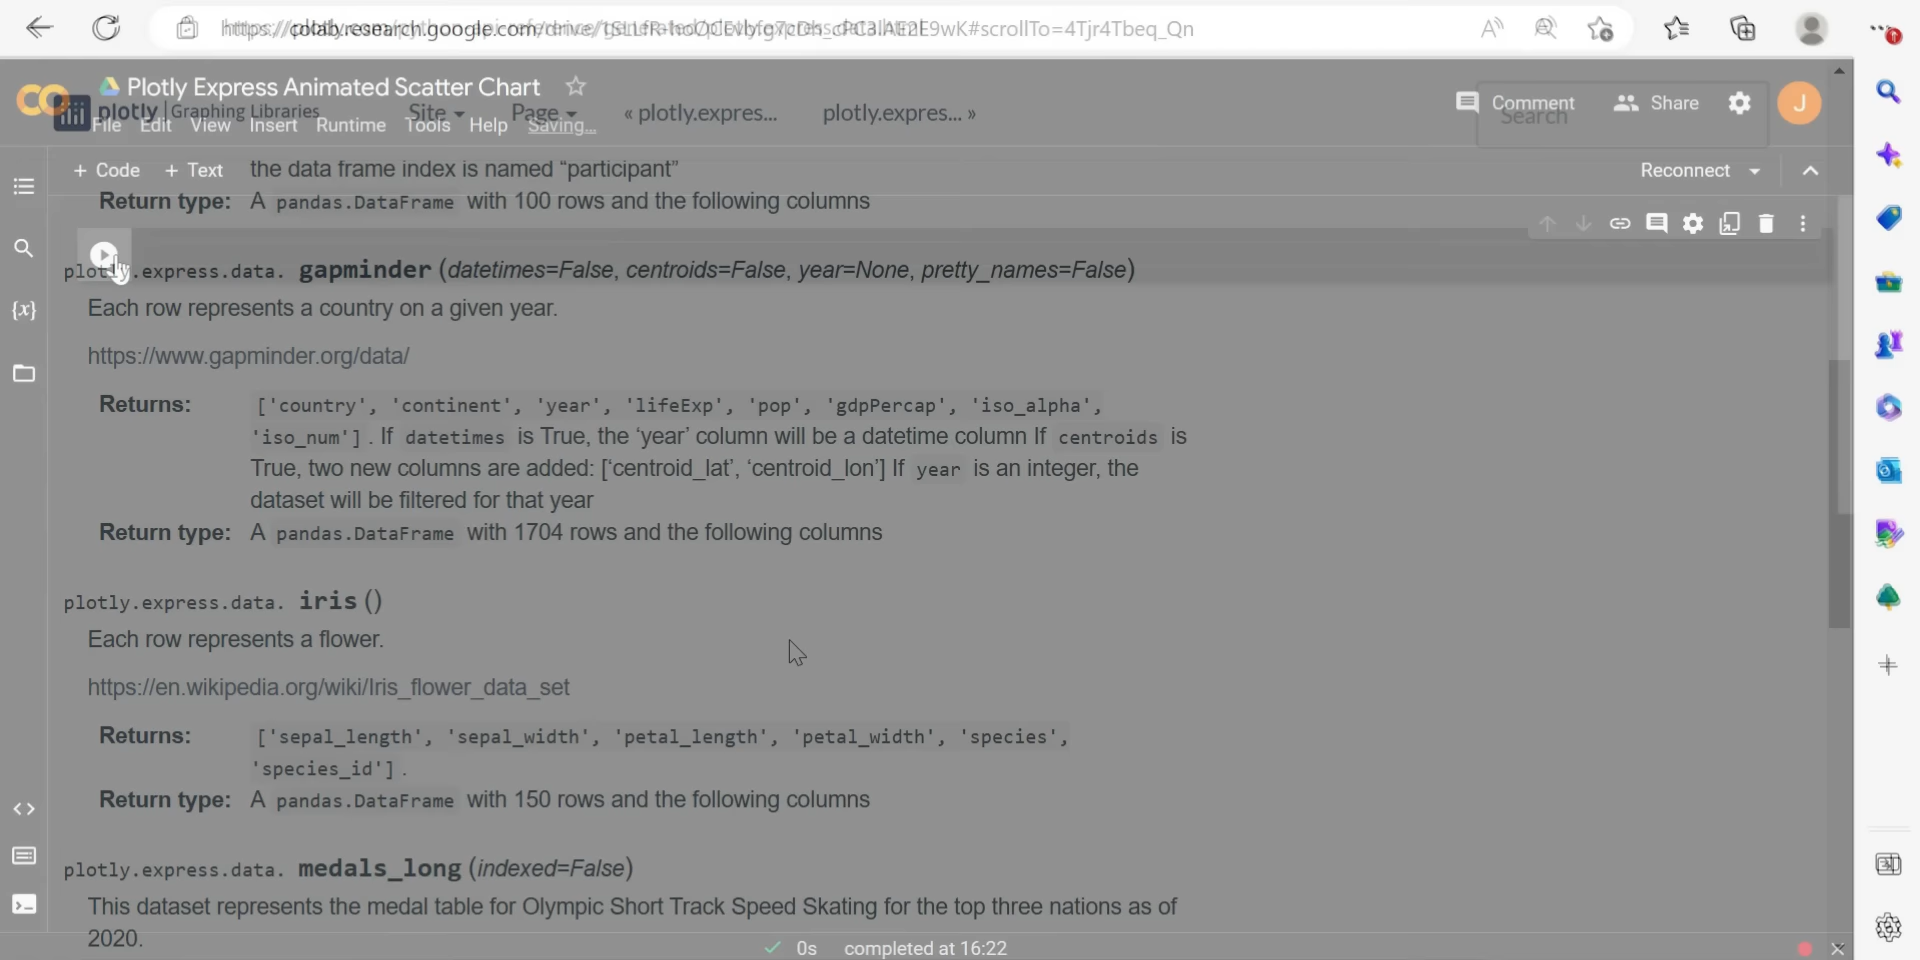 Plotly Express Animated Scatter Chart
plotly | Graphing Libraries Site Page « plotly.expres... plotly.expres... »
Comment Share J
Search
File Edit View Insert Runtime Tools Help Saving...
+ Code + Text
Reconnect
the data frame index is named “participant”
Return type: A pandas.DataFrame with 100 rows and the following columns
plotly.express.data. gapminder (datetimes=False, centroids=False, year=None, pretty_names=False)
Each row represents a country on a given year.
https://www.gapminder.org/data/
Returns: ['country', 'continent', 'year', 'lifeExp', 'pop', 'gdpPercap', 'iso_alpha',
'iso_num'] . If datetimes is True, the ‘year’ column will be a datetime column If centroids is
True, two new columns are added: [‘centroid_lat’, ‘centroid_lon’] If year is an integer, the
dataset will be filtered for that year
Return type: A pandas.DataFrame with 1704 rows and the following columns
plotly.express.data. iris ()
Each row represents a flower.
https://en.wikipedia.org/wiki/Iris_flower_data_set
Returns: ['sepal_length', 'sepal_width', 'petal_length', 'petal_width', 'species',
'species_id'] .
Return type: A pandas.DataFrame with 150 rows and the following columns
plotly.express.data. medals_long (indexed=False)
This dataset represents the medal table for Olympic Short Track Speed Skating for the top three nations as of
2020.
0s completed at 16:22